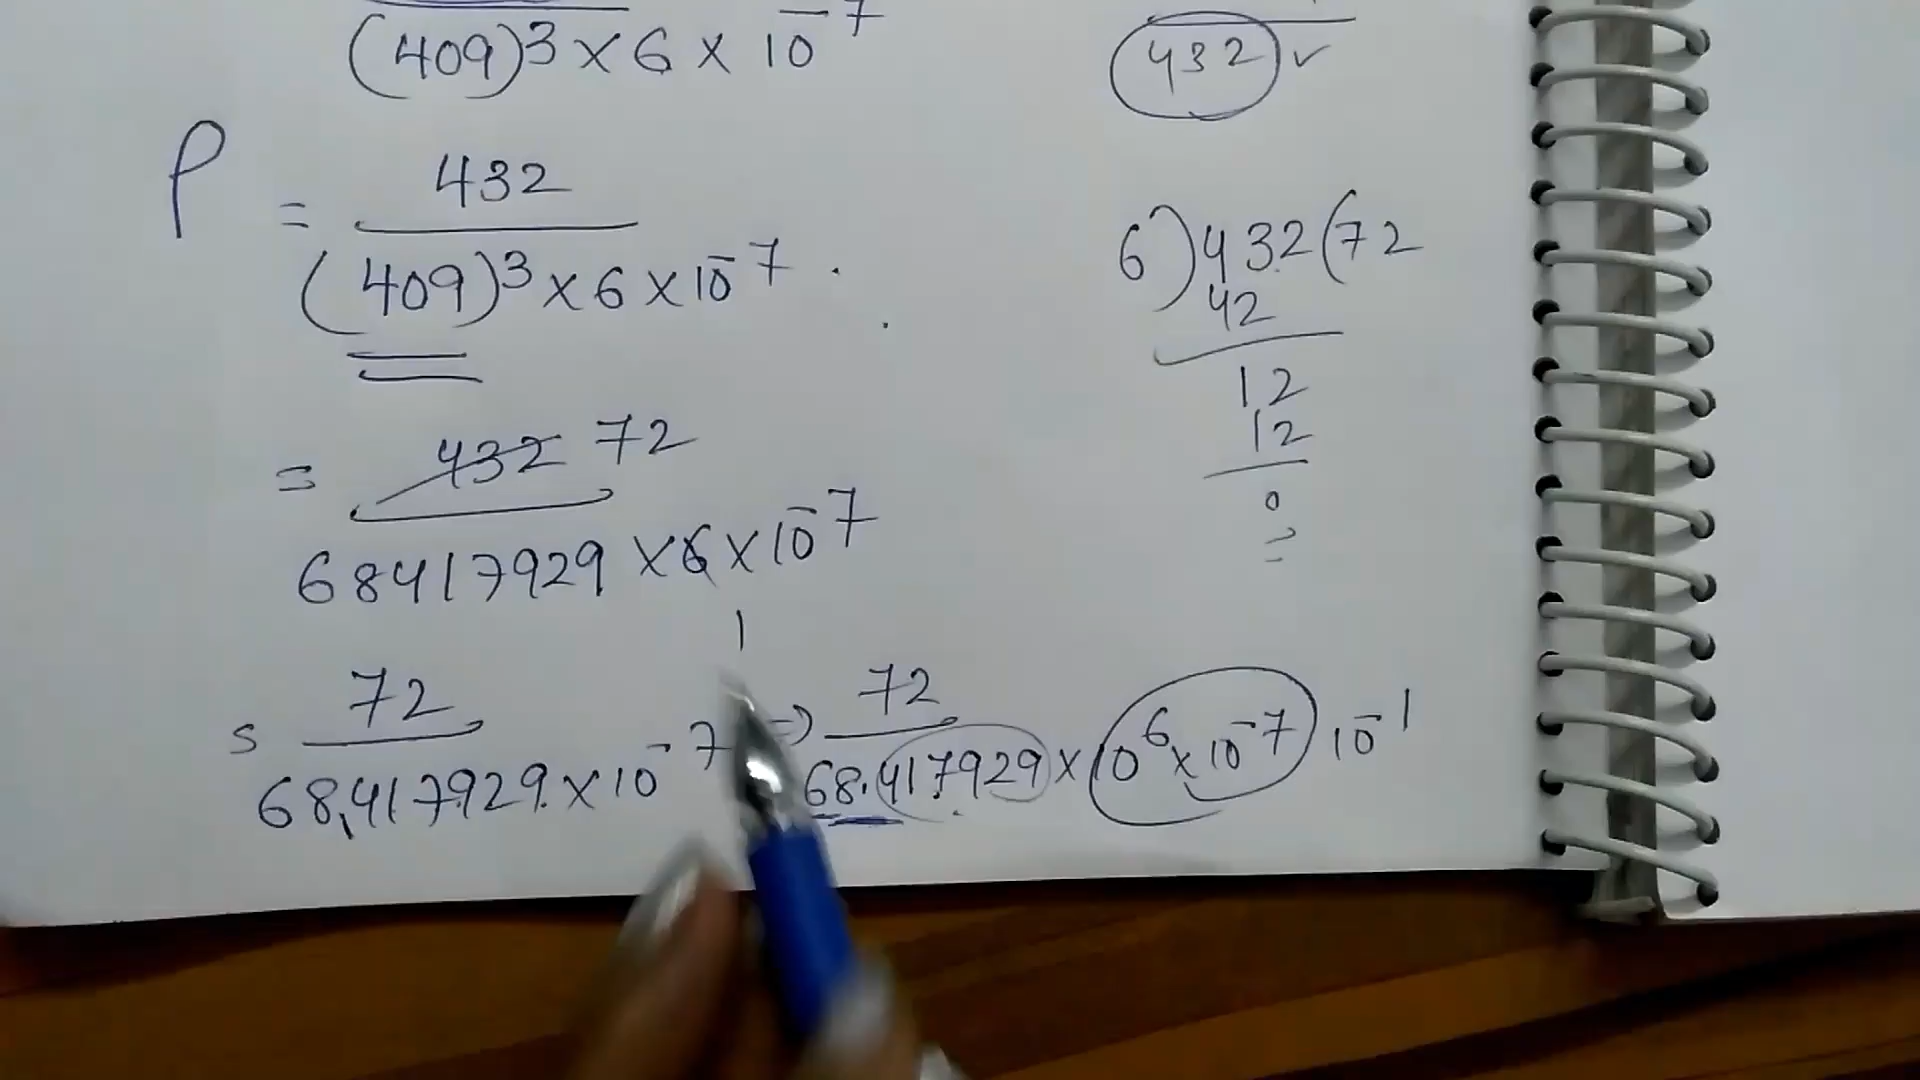 (409)³ × 6 × 10⁻⁷
ρ = 432
(409)³ × 6 × 10⁻⁷ .
= 432 72
68417929 × 6 × 10⁻⁷
1
= 72
68,417929 × 10⁻⁷
⇒ 72
68.417929 × 10⁶ × 10⁻⁷ 10⁻¹
432 ✓
6)432(72
42
12
12
0